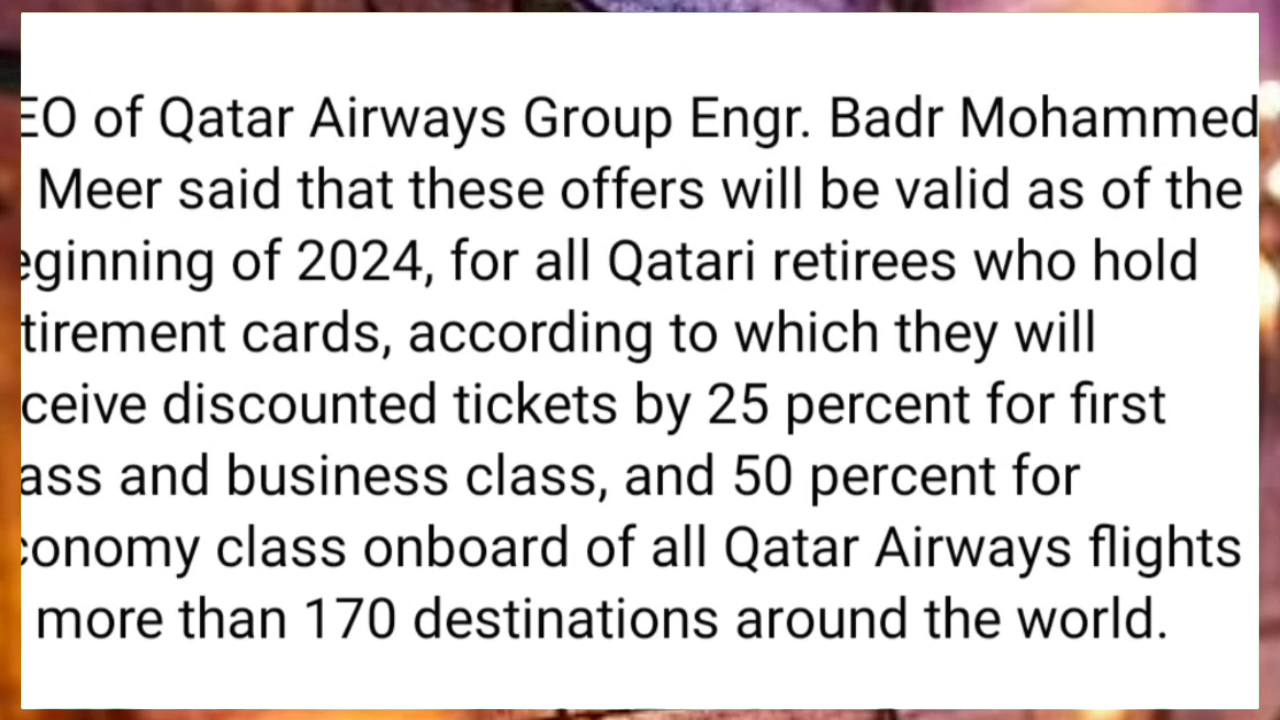 EO of Qatar Airways Group Engr. Badr Mohammed
Meer said that these offers will be valid as of the
eginning of 2024, for all Qatari retirees who hold
tirement cards, according to which they will
ceive discounted tickets by 25 percent for first
ass and business class, and 50 percent for
conomy class onboard of all Qatar Airways flights
more than 170 destinations around the world.